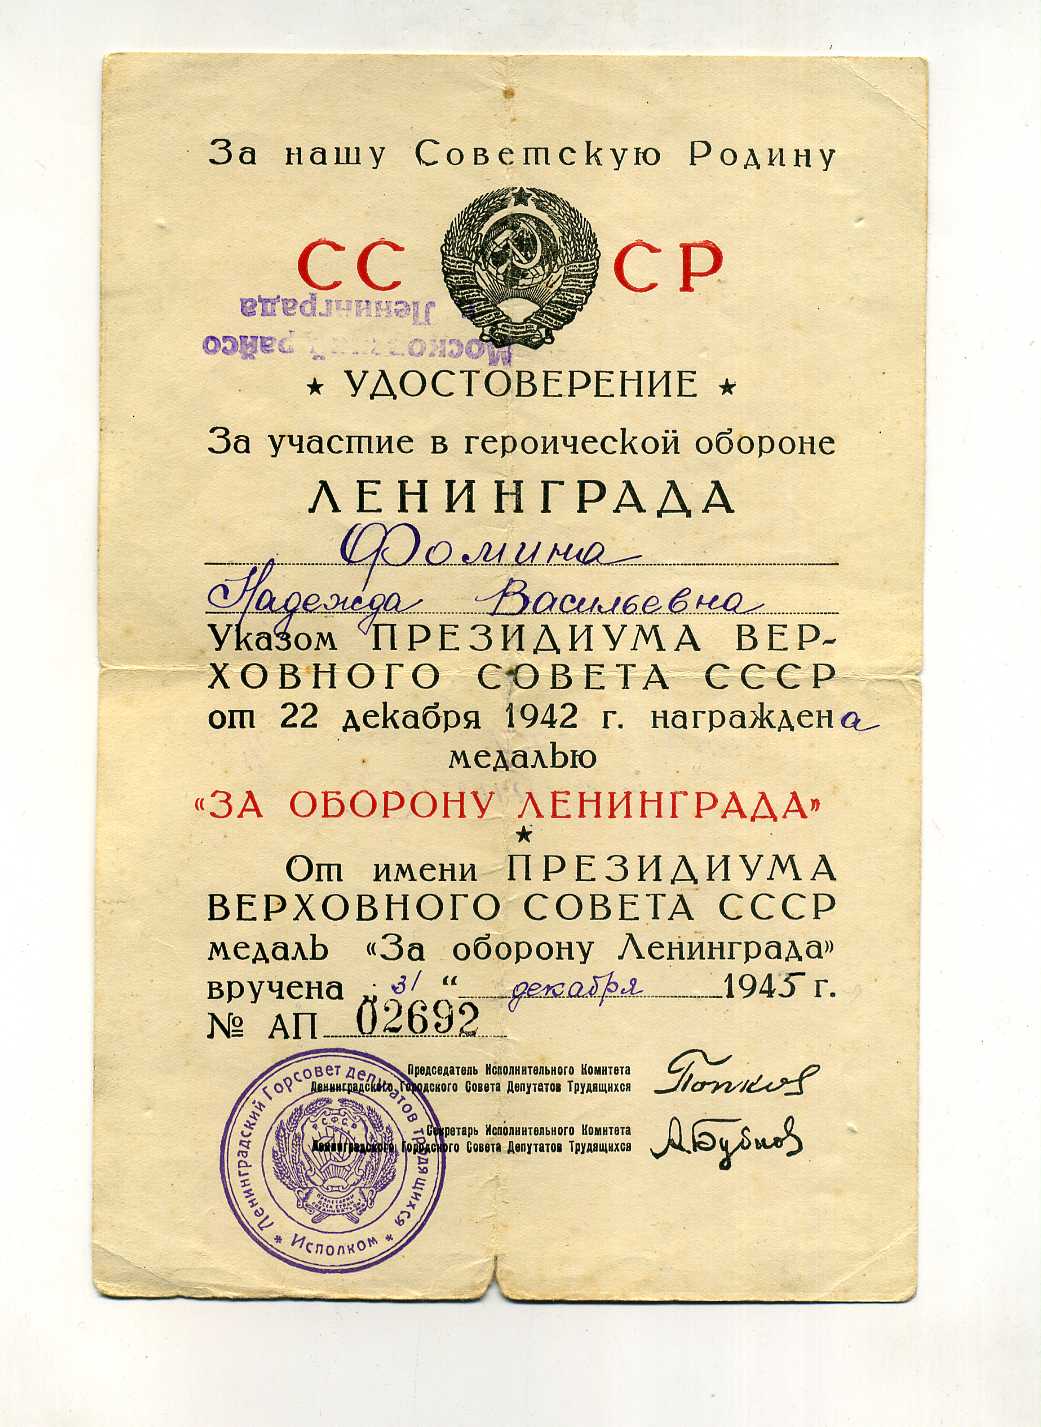 За нашу Советскую Родину
СС СР
Московский райсо
Ленинграда
★ УДОСТОВЕРЕНИЕ ★
За участие в героической обороне
ЛЕНИНГРАДА
Фомина
Надежда Васильевна
Указом ПРЕЗИДИУМА ВЕР-
ХОВНОГО СОВЕТА СССР
от 22 декабря 1942 г. награждена
медалью
«ЗА ОБОРОНУ ЛЕНИНГРАДА»
★
От имени ПРЕЗИДИУМА
ВЕРХОВНОГО СОВЕТА СССР
медаль «За оборону Ленинграда»
вручена „31“ декабря 1945 г.
№ АП 02692
Председатель Исполнительного Комитета
Ленинградского Городского Совета Депутатов Трудящихся
Попков
Секретарь Исполнительного Комитета
Ленинградского Городского Совета Депутатов Трудящихся
А Бубнов
Ленинградский Горсовет депутатов трудящихся
* Исполком *
РСФСР